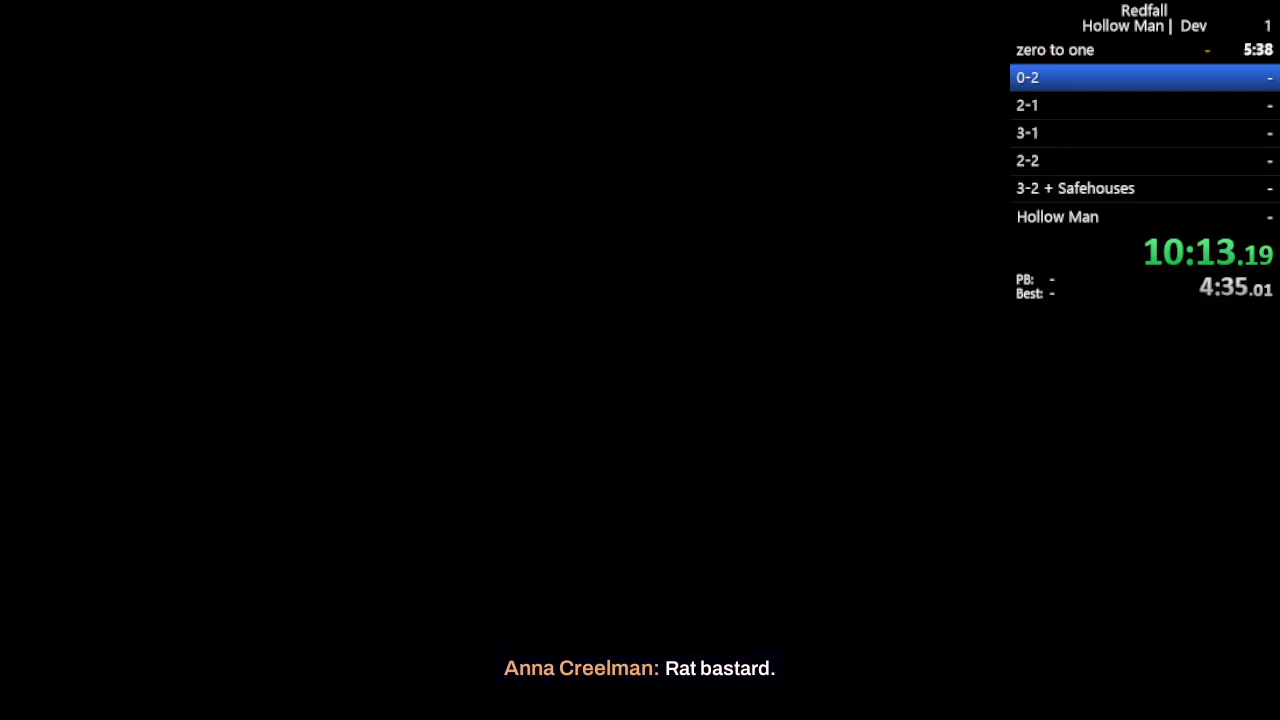 Redfall
Hollow Man | Dev 1
zero to one - 5:38
0-2 -
2-1 -
3-1 -
2-2 -
3-2 + Safehouses -
Hollow Man -
10:13.19
PB: -
Best: -
4:35.01
Anna Creelman: Rat bastard.